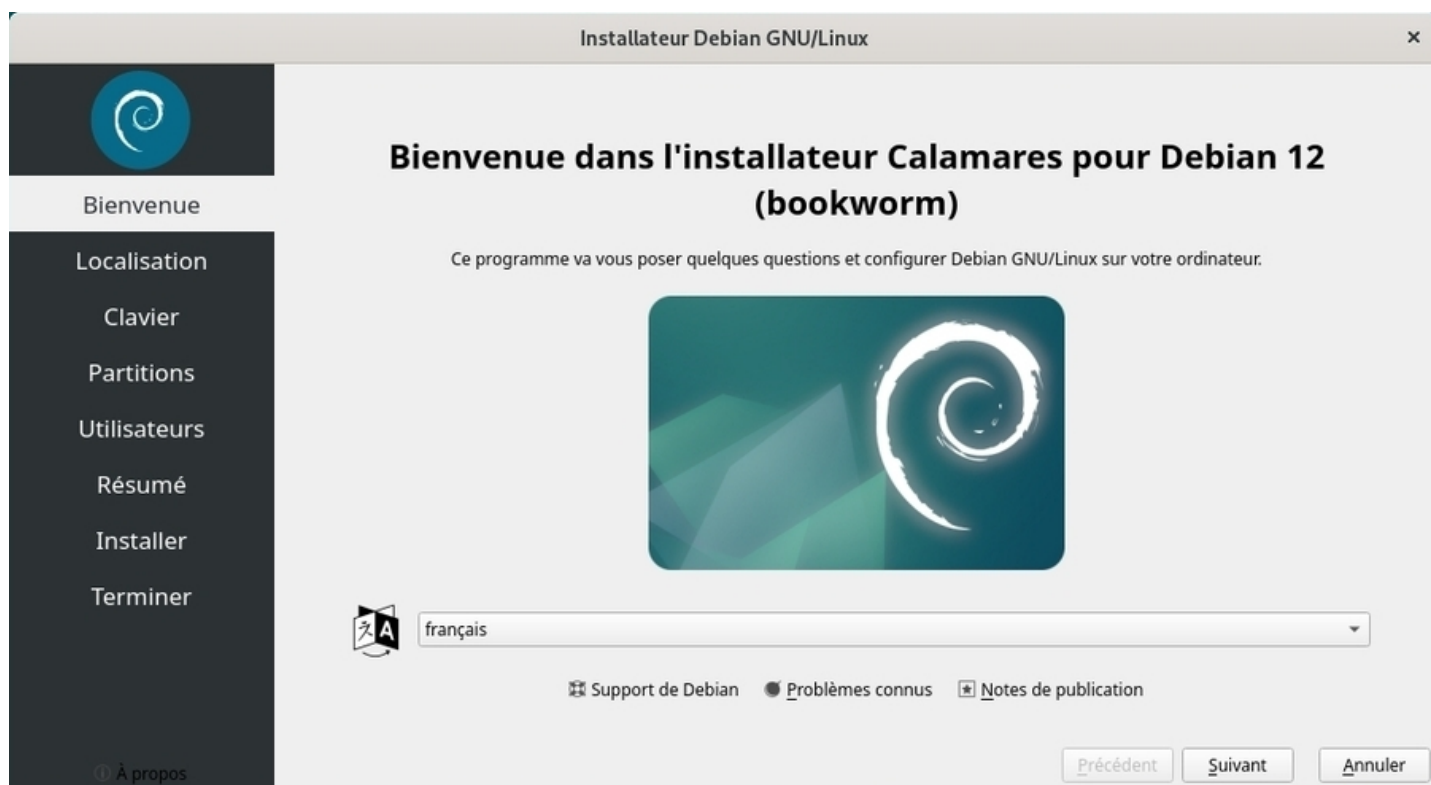 Installateur Debian GNU/Linux
Bienvenue
Localisation
Clavier
Partitions
Utilisateurs
Résumé
Installer
Terminer
À propos
Bienvenue dans l'installateur Calamares pour Debian 12
(bookworm)
Ce programme va vous poser quelques questions et configurer Debian GNU/Linux sur votre ordinateur.
français
Support de Debian Problèmes connus Notes de publication
Précédent Suivant Annuler